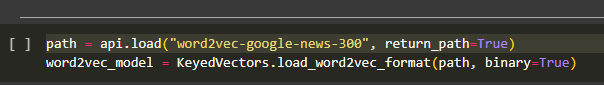 [ ] path = api.load("word2vec-google-news-300", return_path=True)
word2vec_model = KeyedVectors.load_word2vec_format(path, binary=True)